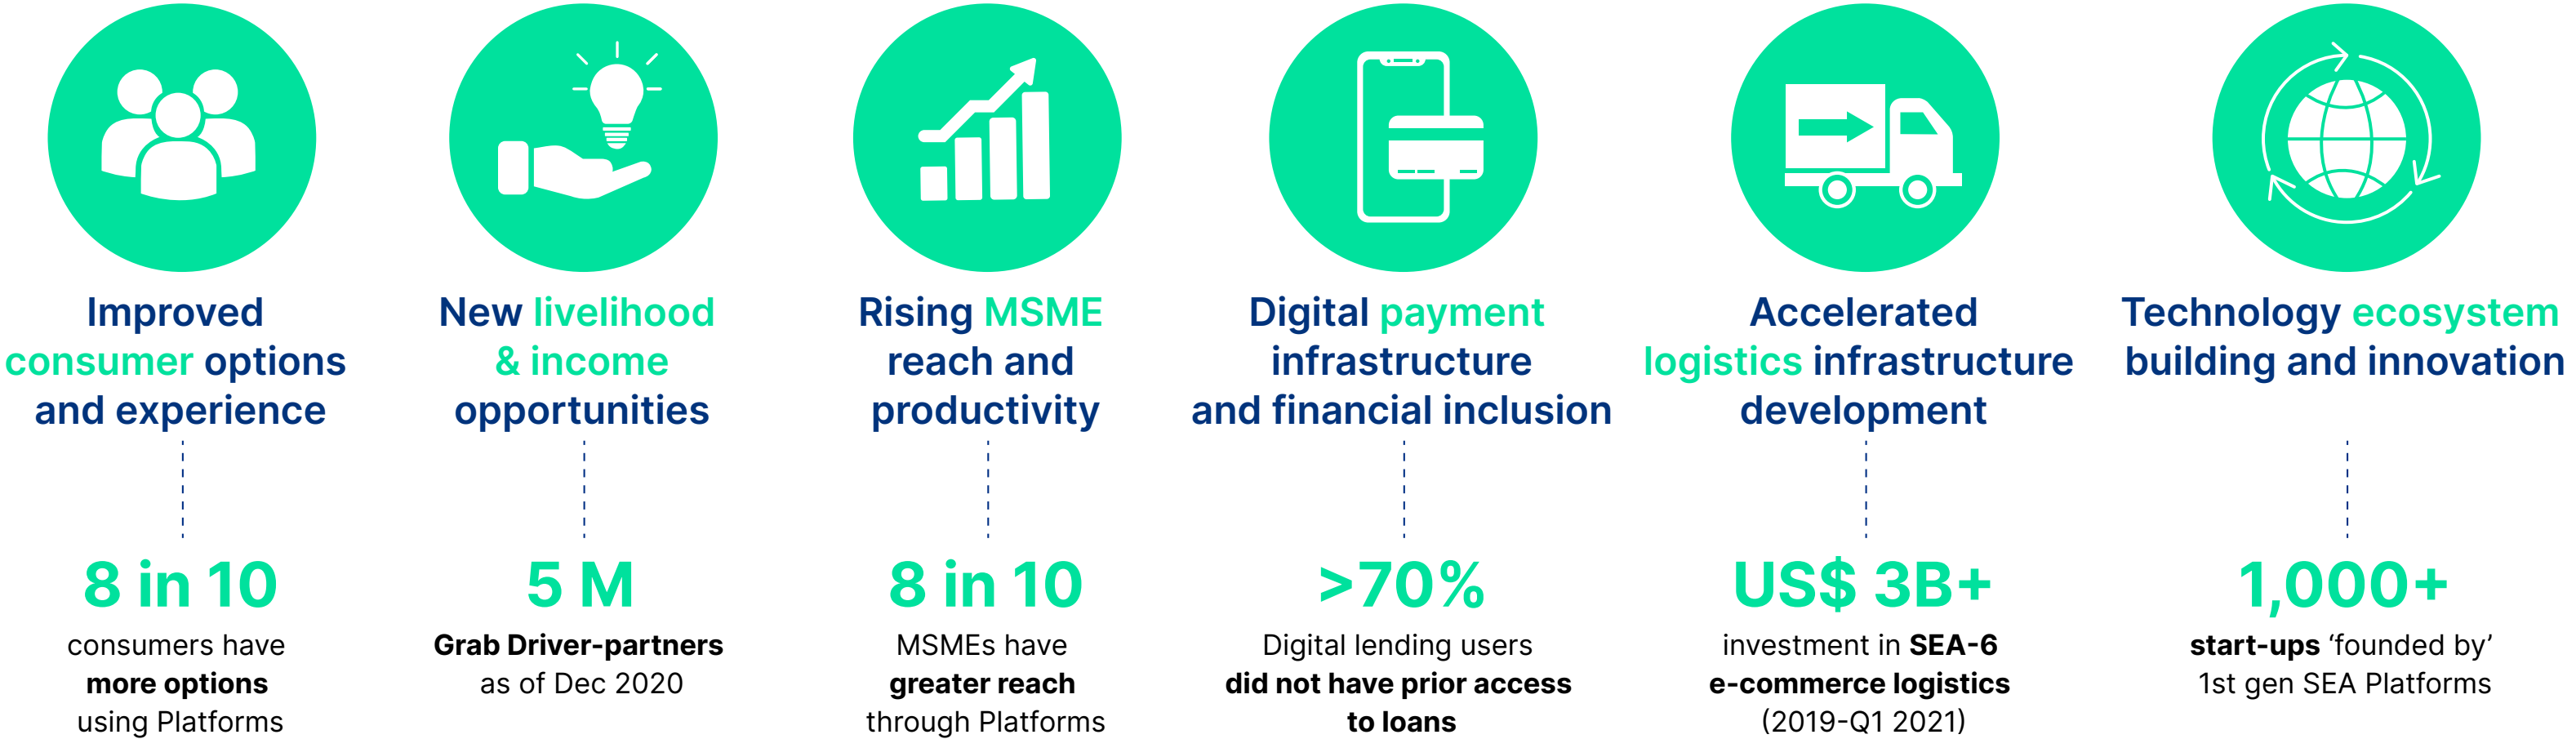 Improved
consumer options
and experience
8 in 10
consumers have
more options
using Platforms
New livelihood
& income
opportunities
5 M
Grab Driver-partners
as of Dec 2020
Rising MSME
reach and
productivity
8 in 10
MSMEs have
greater reach
through Platforms
Digital payment
infrastructure
and financial inclusion
>70%
Digital lending users
did not have prior access
to loans
Accelerated
logistics infrastructure
development
US$ 3B+
investment in SEA-6
e-commerce logistics
(2019-Q1 2021)
Technology ecosystem
building and innovation
1,000+
start-ups ‘founded by’
1st gen SEA Platforms